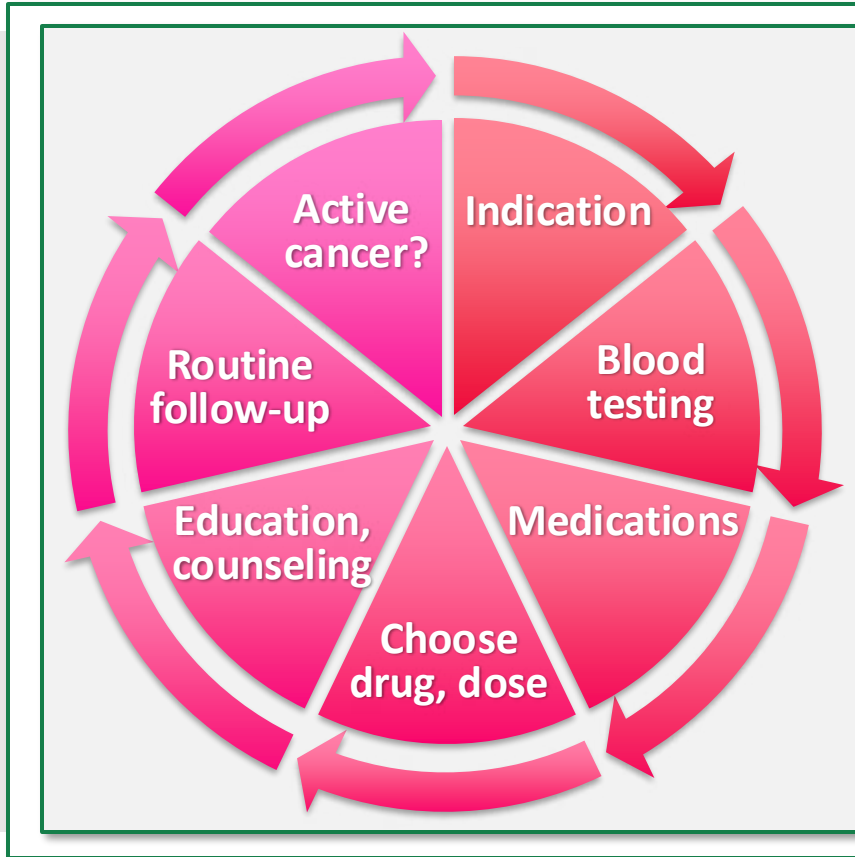 Active
cancer?
Indication
Blood
testing
Medications
Choose
drug, dose
Education,
counseling
Routine
follow-up